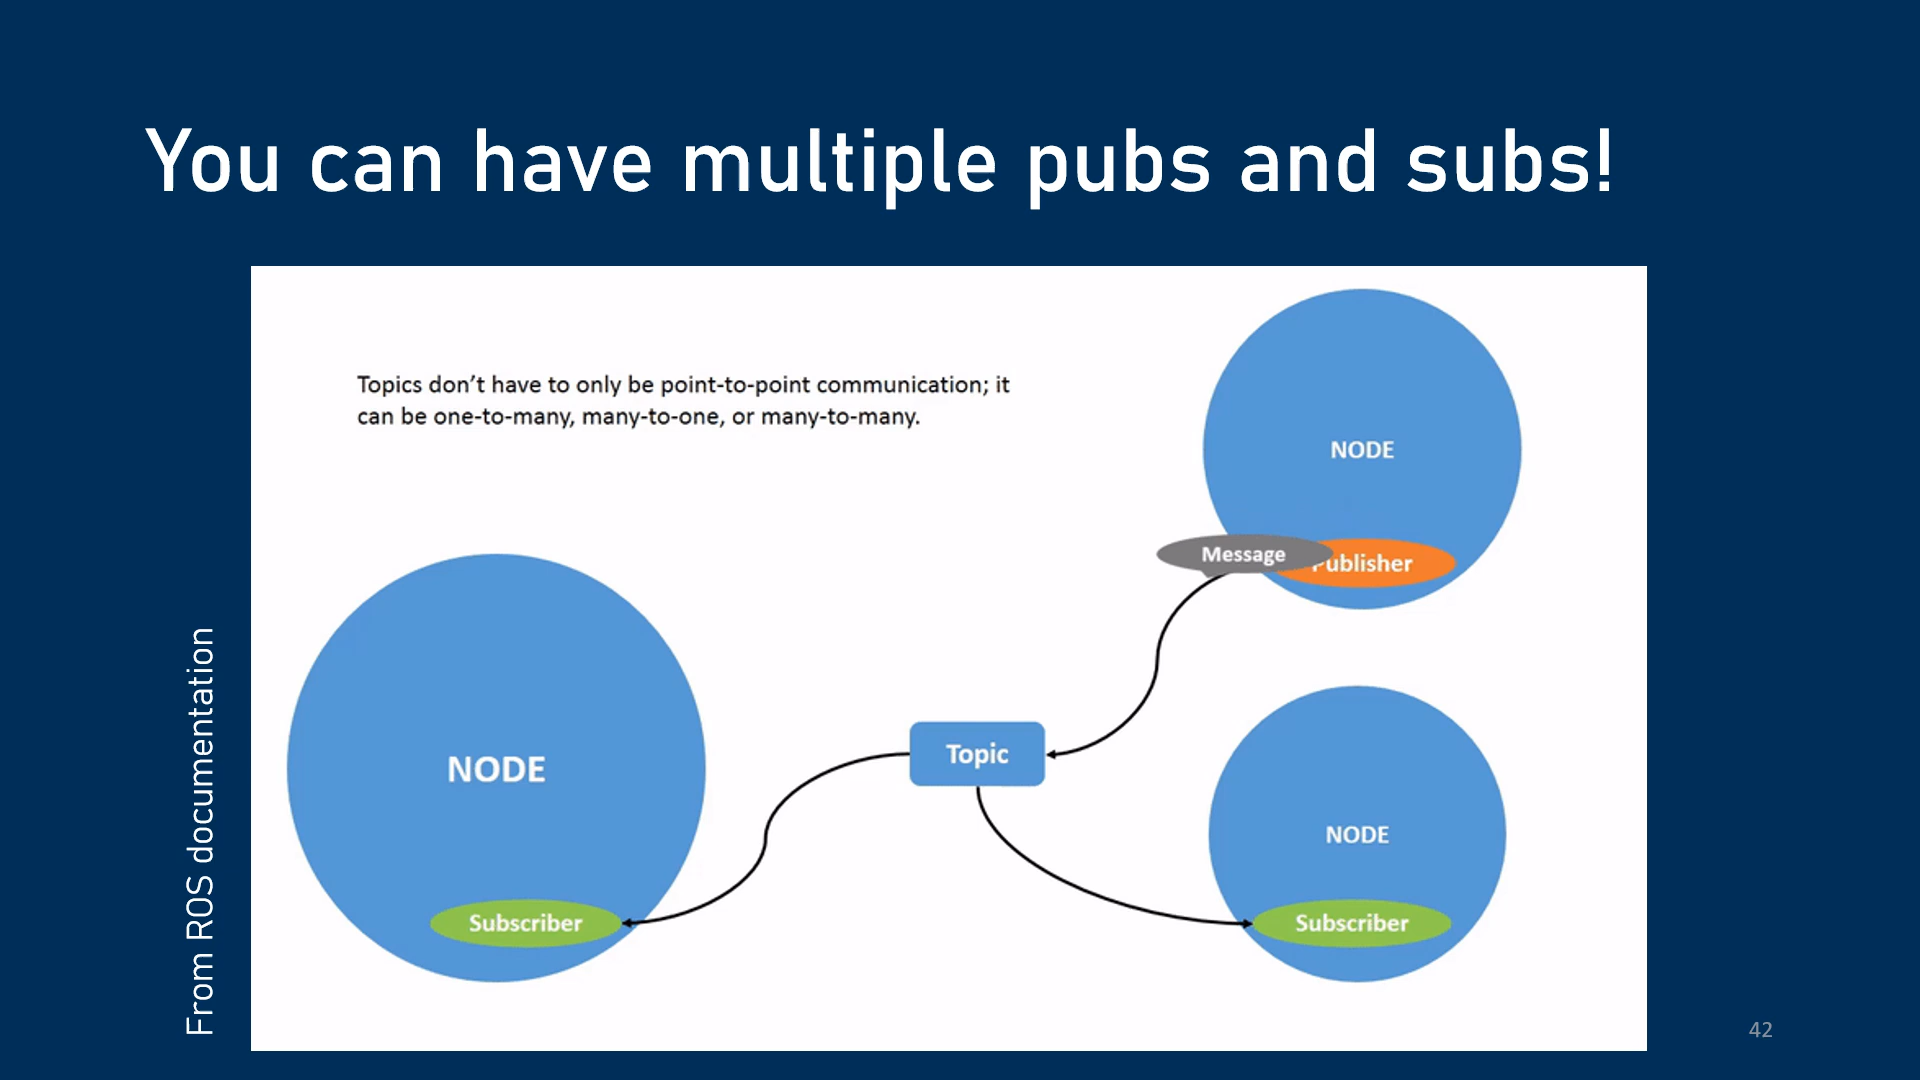 You can have multiple pubs and subs!
Topics don't have to only be point-to-point communication; it
can be one-to-many, many-to-one, or many-to-many.
NODE
Message
Publisher
Topic
NODE
NODE
Subscriber
Subscriber
From ROS documentation
42